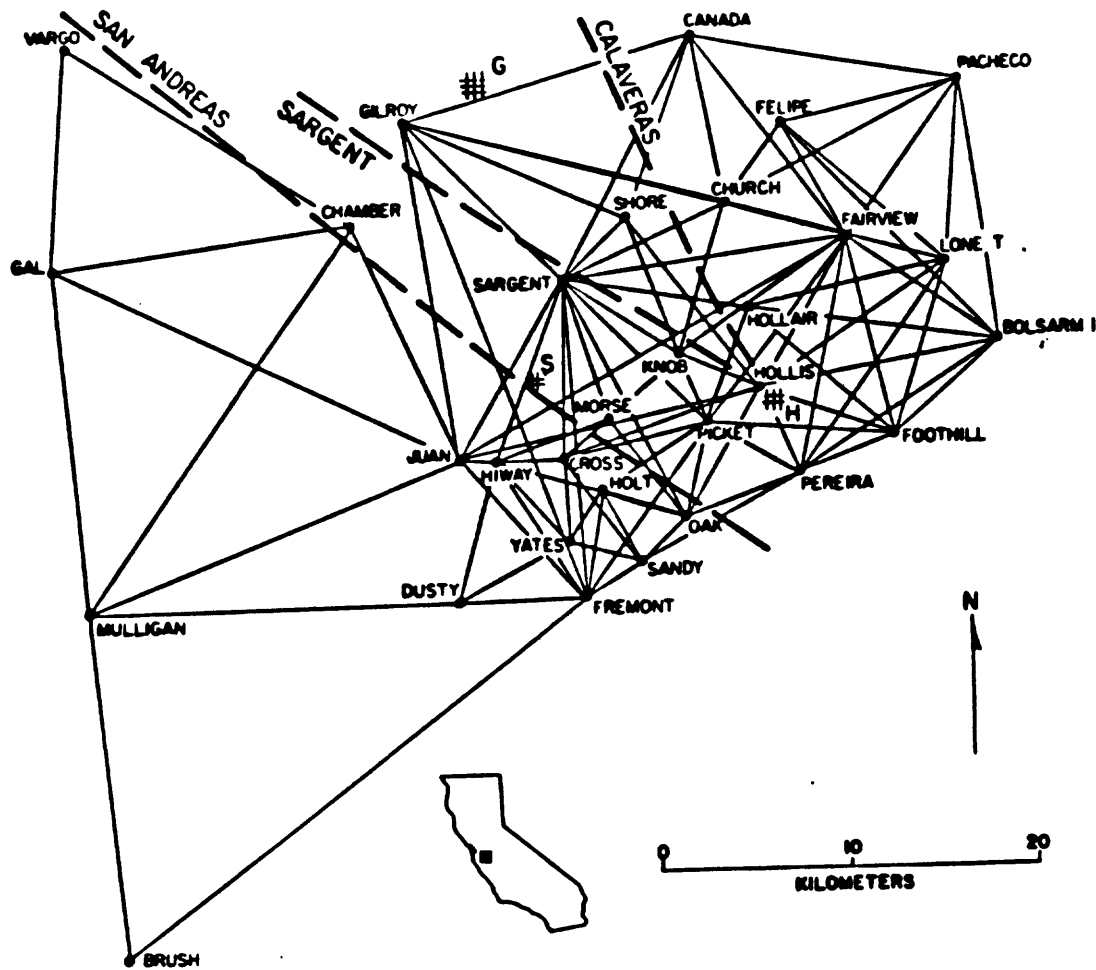 CANADA
VARGO
SAN ANDREAS
CALAVERAS
PACHECO
G
GILROY
SARGENT
FELIPE
CHURCH
SHORE
CHAMBER
FAIRVIEW
LONE T
GAL
SARGENT
HOLLAIR
BOLSARM I
KNOB
HOLLIS
S
MORSE
H
PICKET
FOOTHILL
JUAN
HIWAY
CROSS
HOLT
PEREIRA
OAK
YATES
SANDY
DUSTY
FREMONT
MULLIGAN
N
0 10 20
KILOMETERS
BRUSH